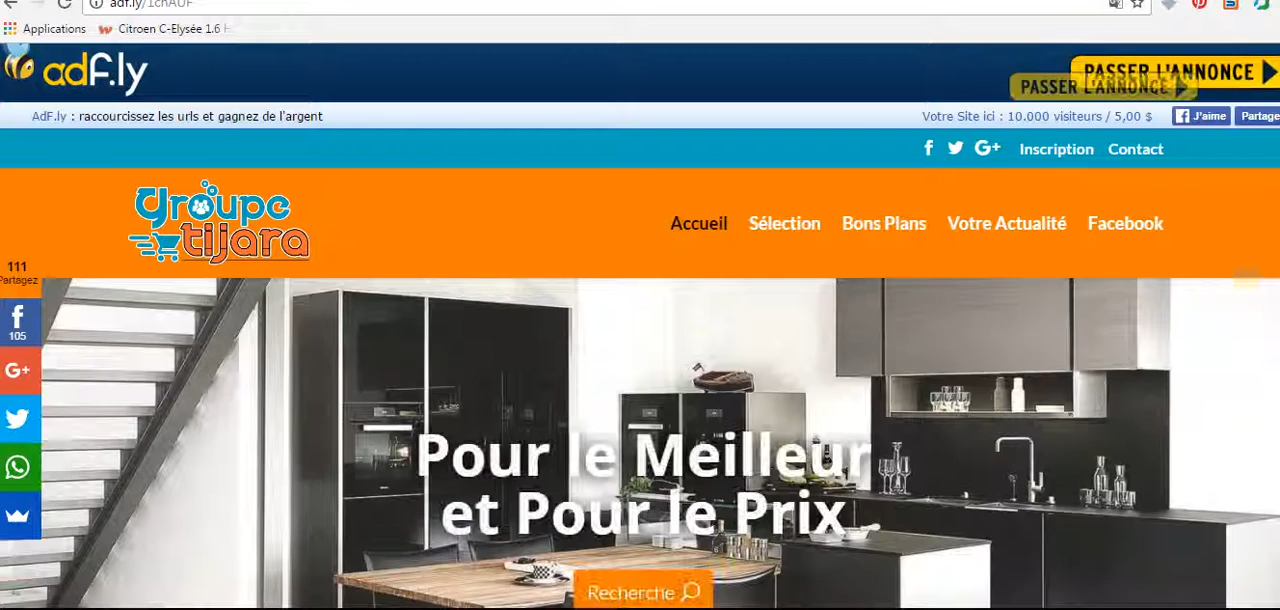 Applications
Citroen C-Elysée 1.6
adf.ly
PASSER L'ANNONCE
PASSER L'ANNONCE
AdF.ly : raccourcissez les urls et gagnez de l'argent
Votre Site ici : 10.000 visiteurs / 5,00 $
J'aime
Partage
Inscription
Contact
groupe
tijara
Accueil
Sélection
Bons Plans
Votre Actualité
Facebook
111
Partagez
105
Pour le Meilleur
et Pour le Prix
Recherche